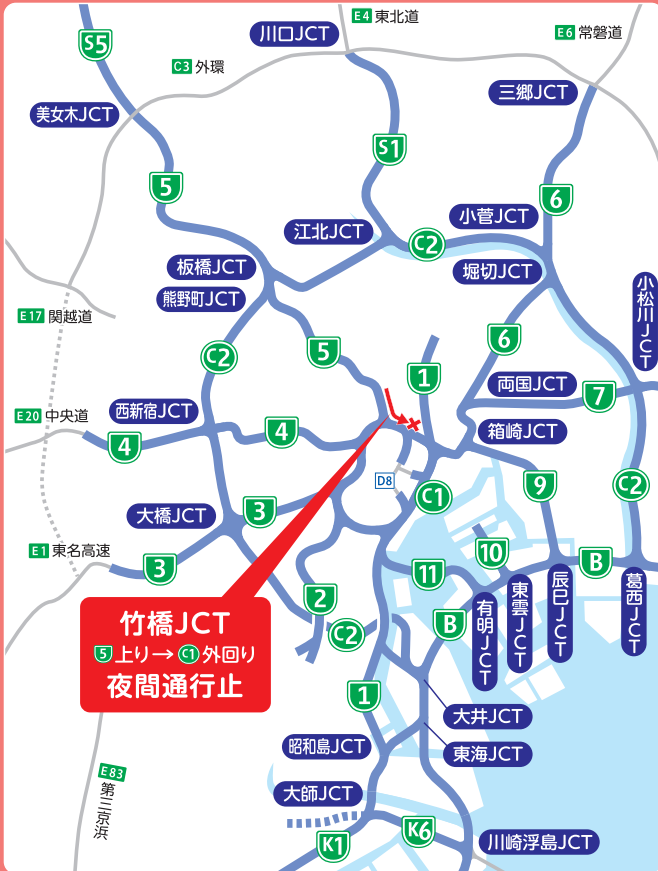 E4 東北道
川口JCT
E6 常磐道
S5
C3 外環
三郷JCT
美女木JCT
S1
5
6
小菅JCT
江北JCT
C2
板橋JCT
堀切JCT
熊野町JCT
小松川JCT
E17 関越道
5
6
C2
1
両国JCT
7
E20 中央道
西新宿JCT
4
4
箱崎JCT
D8
9
C2
C1
大橋JCT
3
E1 東名高速
3
11
10
B
2
有明JCT
東雲JCT
辰巳JCT
葛西JCT
竹橋JCT
5上り→C1外回り
夜間通行止
C2
B
1
大井JCT
昭和島JCT
東海JCT
E83
第三京浜
大師JCT
K1
K6
川崎浮島JCT